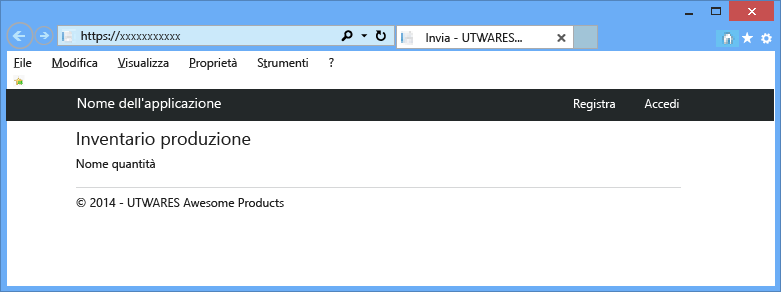 https://xxxxxxxxxxx
Invia - UTWARES...
File Modifica Visualizza Proprietà Strumenti ?
Nome dell'applicazione Registra Accedi
Inventario produzione
Nome quantità
© 2014 - UTWARES Awesome Products